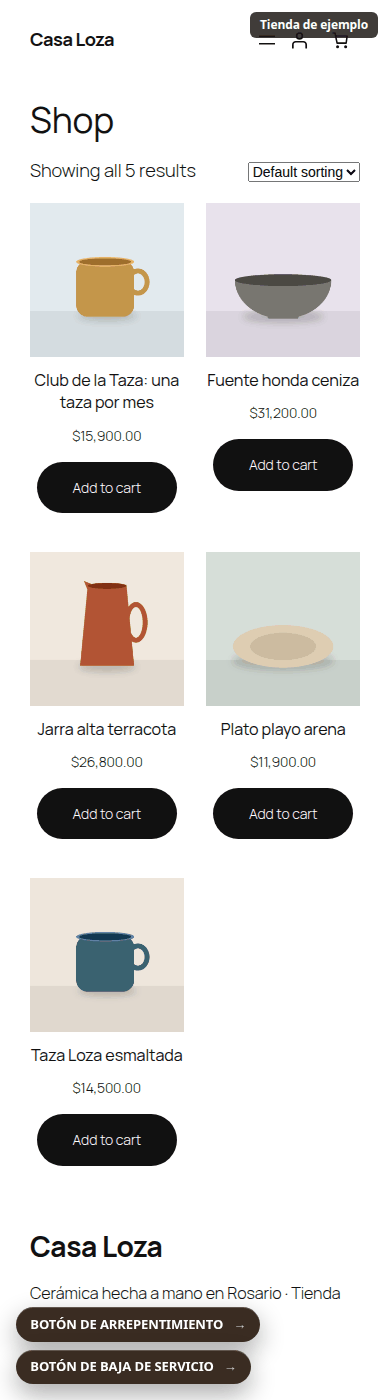 Tienda de ejemplo
Casa Loza
Shop
Showing all 5 results
Default sorting
Club de la Taza: una
taza por mes
$15,900.00
Add to cart
Fuente honda ceniza
$31,200.00
Add to cart
Jarra alta terracota
$26,800.00
Add to cart
Plato playo arena
$11,900.00
Add to cart
Taza Loza esmaltada
$14,500.00
Add to cart
Casa Loza
Cerámica hecha a mano en Rosario · Tienda
BOTÓN DE ARREPENTIMIENTO →
BOTÓN DE BAJA DE SERVICIO →